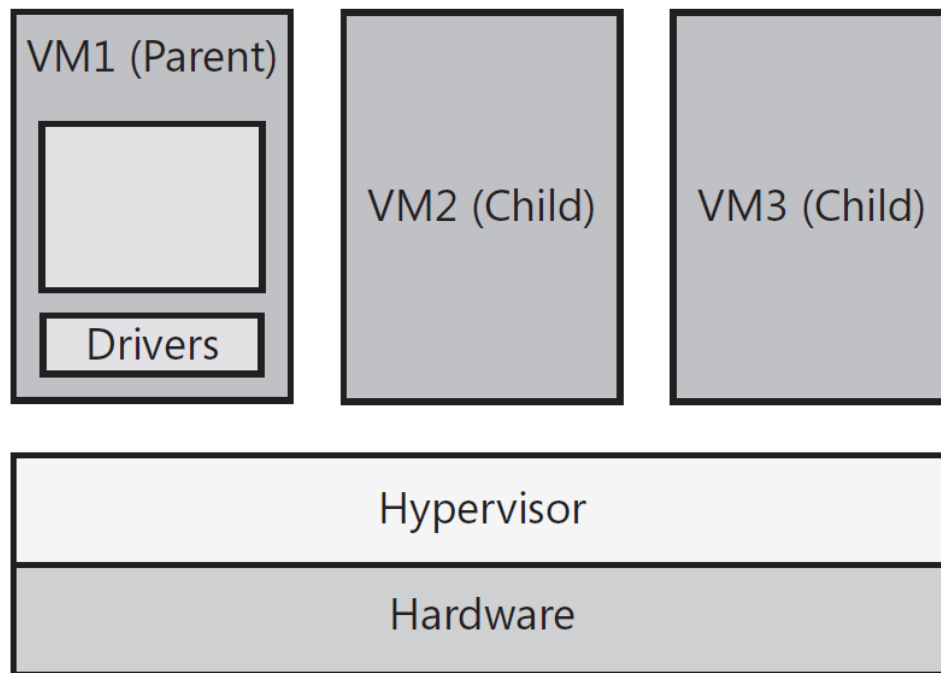 VM1 (Parent)
Drivers
VM2 (Child)
VM3 (Child)
Hypervisor
Hardware